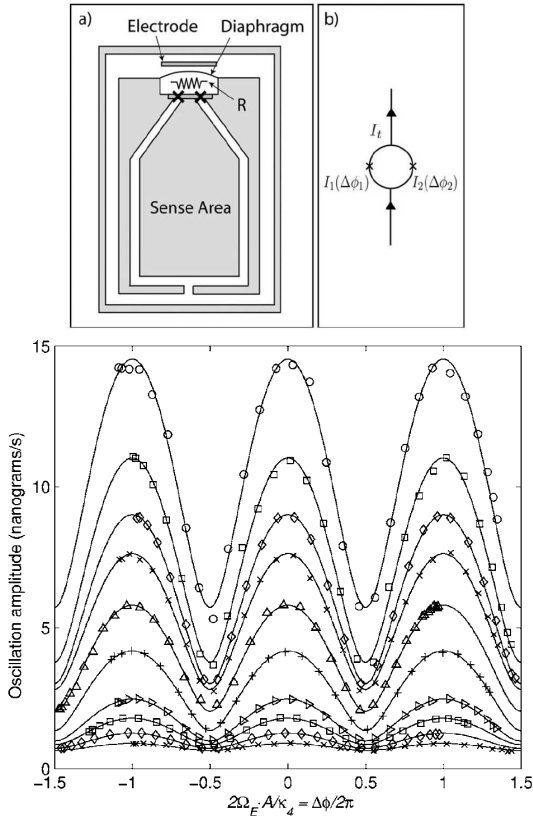 a)
Electrode
Diaphragm
R
Sense Area
b)
I_t
I_1(Δϕ_1)
I_2(Δϕ_2)
Oscillation amplitude (nanograms/s)
15
10
5
0
−1.5
−1
−0.5
0
0.5
1
1.5
2Ω_E·A/κ_4 = Δϕ/2π